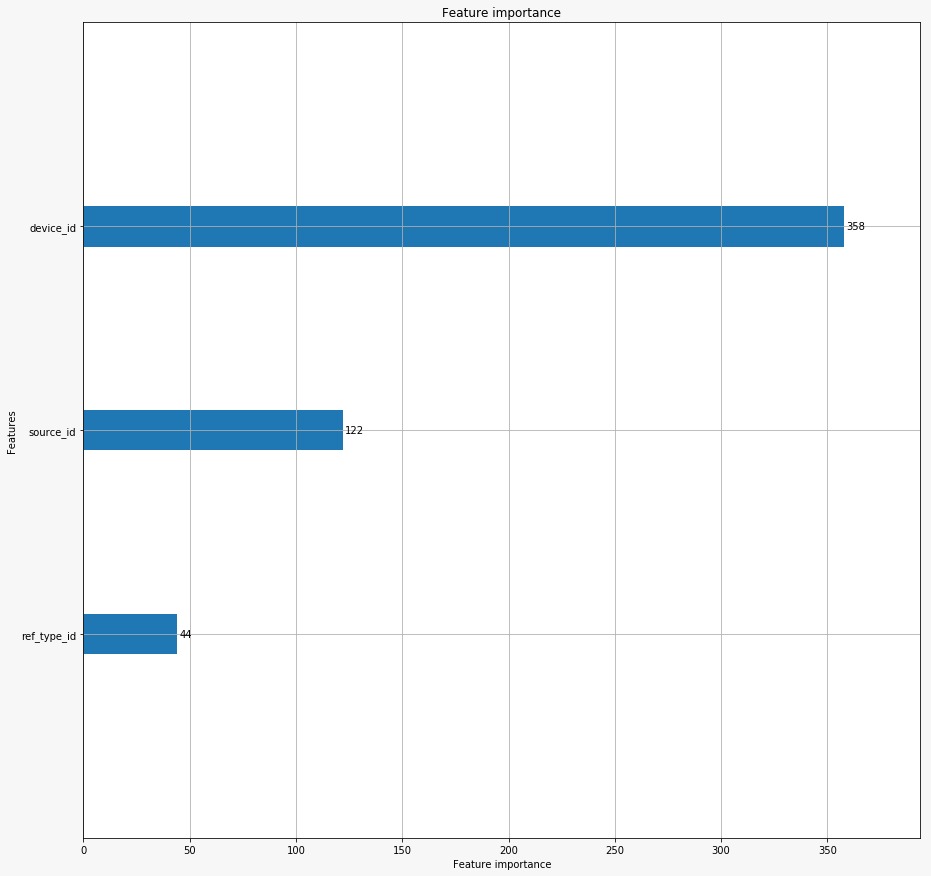 Feature importance
device_id
358
Features
source_id
122
ref_type_id
44
0 50 100 150 200 250 300 350
Feature importance